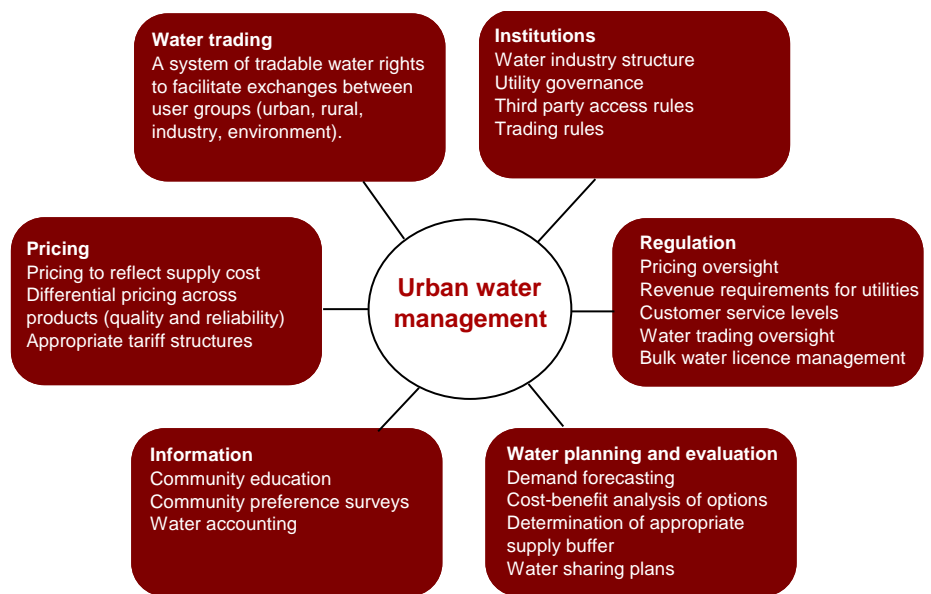 Water trading
A system of tradable water rights
to facilitate exchanges between
user groups (urban, rural,
industry, environment).
Institutions
Water industry structure
Utility governance
Third party access rules
Trading rules
Pricing
Pricing to reflect supply cost
Differential pricing across
products (quality and reliability)
Appropriate tariff structures
Urban water
management
Regulation
Pricing oversight
Revenue requirements for utilities
Customer service levels
Water trading oversight
Bulk water licence management
Information
Community education
Community preference surveys
Water accounting
Water planning and evaluation
Demand forecasting
Cost-benefit analysis of options
Determination of appropriate
supply buffer
Water sharing plans